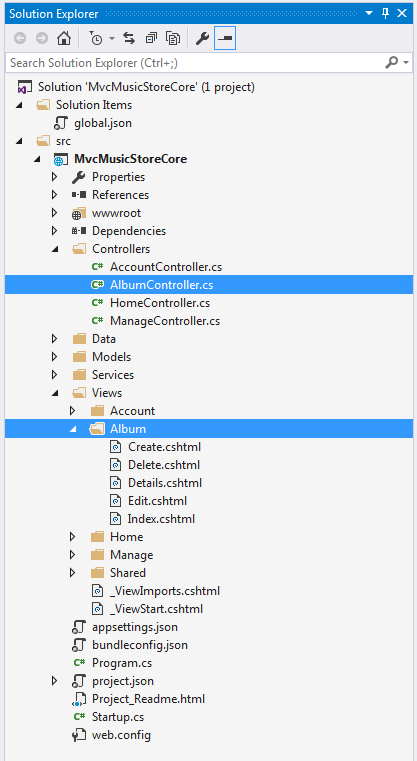 Solution Explorer
Search Solution Explorer (Ctrl+;)
Solution 'MvcMusicStoreCore' (1 project)
Solution Items
global.json
src
MvcMusicStoreCore
Properties
References
wwwroot
Dependencies
Controllers
C# AccountController.cs
C# AlbumController.cs
C# HomeController.cs
C# ManageController.cs
Data
Models
Services
Views
Account
Album
Create.cshtml
Delete.cshtml
Details.cshtml
Edit.cshtml
Index.cshtml
Home
Manage
Shared
_ViewImports.cshtml
_ViewStart.cshtml
appsettings.json
bundleconfig.json
C# Program.cs
project.json
Project_Readme.html
C# Startup.cs
web.config